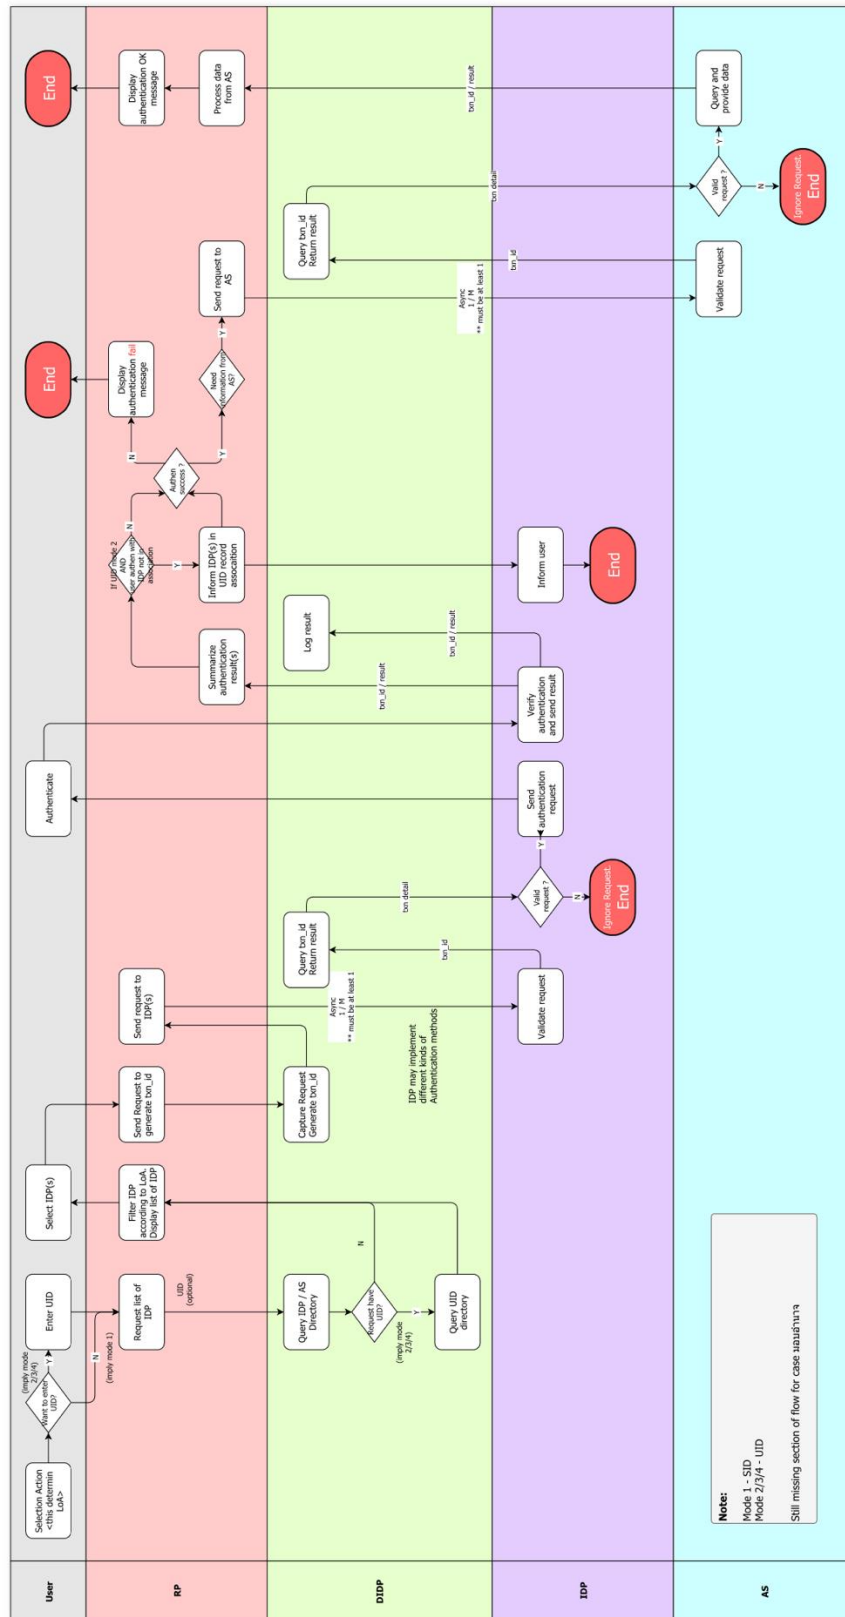 User
Selection Action
<this determin
LoA>
Want to enter
UID?
(imply mode
2/3/4)
Y
Enter UID
N
(imply mode 1)
Select IDP(s)
Authenticate
End
End
RP
Request list of
IDP
UID
(optional)
Filter IDP
according to LoA.
Display list of IDP
Send Request to
generate txn_id
Send request to
IDP(s)
Summarize
authentication
result(s)
If UID mode 2
AND
user authen with
IDP not in
association
N
Y
Inform IDP(s) in
UID record
assocaition
Authen
success ?
N
Display
authentication fail
message
Y
Need
information from
AS?
Y
Send request to
AS
Process data
from AS
Display
authentication OK
message
DIDP
Query IDP / AS
Directory
Request have
UID?
N
(imply mode
2/3/4)
Y
Query UID
directory
Capture Request
Generate txn_id
Async
1 / M
** must be at least 1
IDP may implement
different kinds of
Authentication methods
Query txn_id
Return result
txn_id
txn detail
txn_id / result
Log result
txn_id / result
Async
1 / M
** must be at least 1
Query txn_id
Return result
txn_id
txn detail
txn_id / result
IDP
Validate request
Valid
request ?
Y
N
Ignore Request.
End
Send
authentication
request
Verify
authentication
and send result
Inform user
End
AS
Validate request
Valid
request ?
Y
N
Ignore Request.
End
Query and
provide data
Note:
Mode 1 - SID
Mode 2/3/4 - UID
Still missing section of flow for case มอบอำนาจ